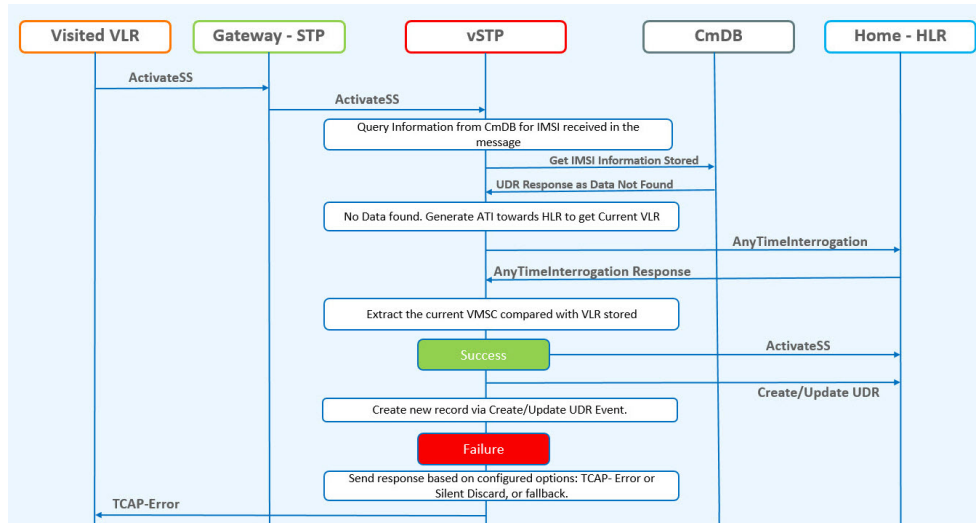 Visited VLR
Gateway - STP
vSTP
CmDB
Home - HLR
ActivateSS
ActivateSS
Query Information from CmDB for IMSI received in the
message
Get IMSI Information Stored
UDR Response as Data Not Found
No Data found. Generate ATI towards HLR to get Current VLR
AnyTimeInterrogation
AnyTimeInterrogation Response
Extract the current VMSC compared with VLR stored
Success
ActivateSS
Create/Update UDR
Create new record via Create/Update UDR Event.
Failure
Send response based on configured options: TCAP- Error or
Silent Discard, or fallback.
TCAP-Error